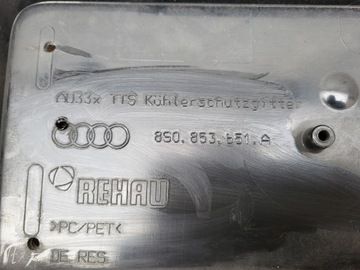 AU33x TTS Kühlerschutzgitter
8S0.853.651.A
REHAU
>PC/PET<
DE RES